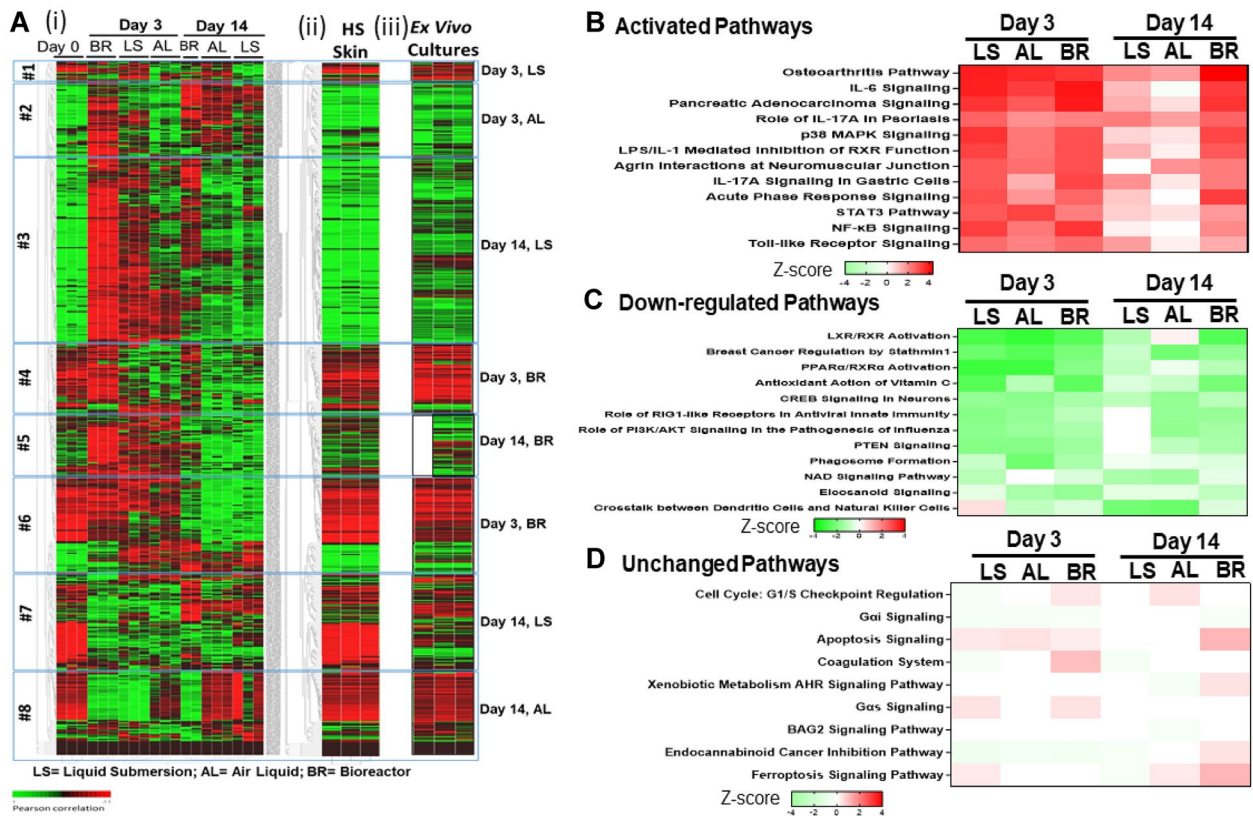 A
(i)
Day 3
Day 14
Day 0
BR
LS
AL
BR
AL
LS
(ii)
HS
Skin
(iii)
Ex Vivo
Cultures
#1
Day 3, LS
#2
Day 3, AL
#3
Day 14, LS
#4
Day 3, BR
#5
Day 14, BR
#6
Day 3, BR
#7
Day 14, LS
#8
Day 14, AL
LS= Liquid Submersion; AL= Air Liquid; BR= Bioreactor
Pearson correlation
B
Activated Pathways
Day 3
Day 14
LS AL BR
LS AL BR
Osteoarthritis Pathway
IL-6 Signaling
Pancreatic Adenocarcinoma Signaling
Role of IL-17A in Psoriasis
p38 MAPK Signaling
LPS/IL-1 Mediated Inhibition of RXR Function
Agrin Interactions at Neuromuscular Junction
IL-17A Signaling in Gastric Cells
Acute Phase Response Signaling
STAT3 Pathway
NF-κB Signaling
Toll-like Receptor Signaling
Z-score
-4 -2 0 2 4
C
Down-regulated Pathways
Day 3
Day 14
LS AL BR
LS AL BR
LXR/RXR Activation
Breast Cancer Regulation by Stathmin1
PPARα/RXRα Activation
Antioxidant Action of Vitamin C
CREB Signaling in Neurons
Role of RIG1-like Receptors in Antiviral Innate Immunity
Role of PI3K/AKT Signaling in the Pathogenesis of Influenza
PTEN Signaling
Phagosome Formation
NAD Signaling Pathway
Eicosanoid Signaling
Crosstalk between Dendritic Cells and Natural Killer Cells
Z-score
-4 -2 0 2 4
D
Unchanged Pathways
Day 3
Day 14
LS AL BR
LS AL BR
Cell Cycle: G1/S Checkpoint Regulation
Gαi Signaling
Apoptosis Signaling
Coagulation System
Xenobiotic Metabolism AHR Signaling Pathway
Gαs Signaling
BAG2 Signaling Pathway
Endocannabinoid Cancer Inhibition Pathway
Ferroptosis Signaling Pathway
Z-score
-4 -2 0 2 4